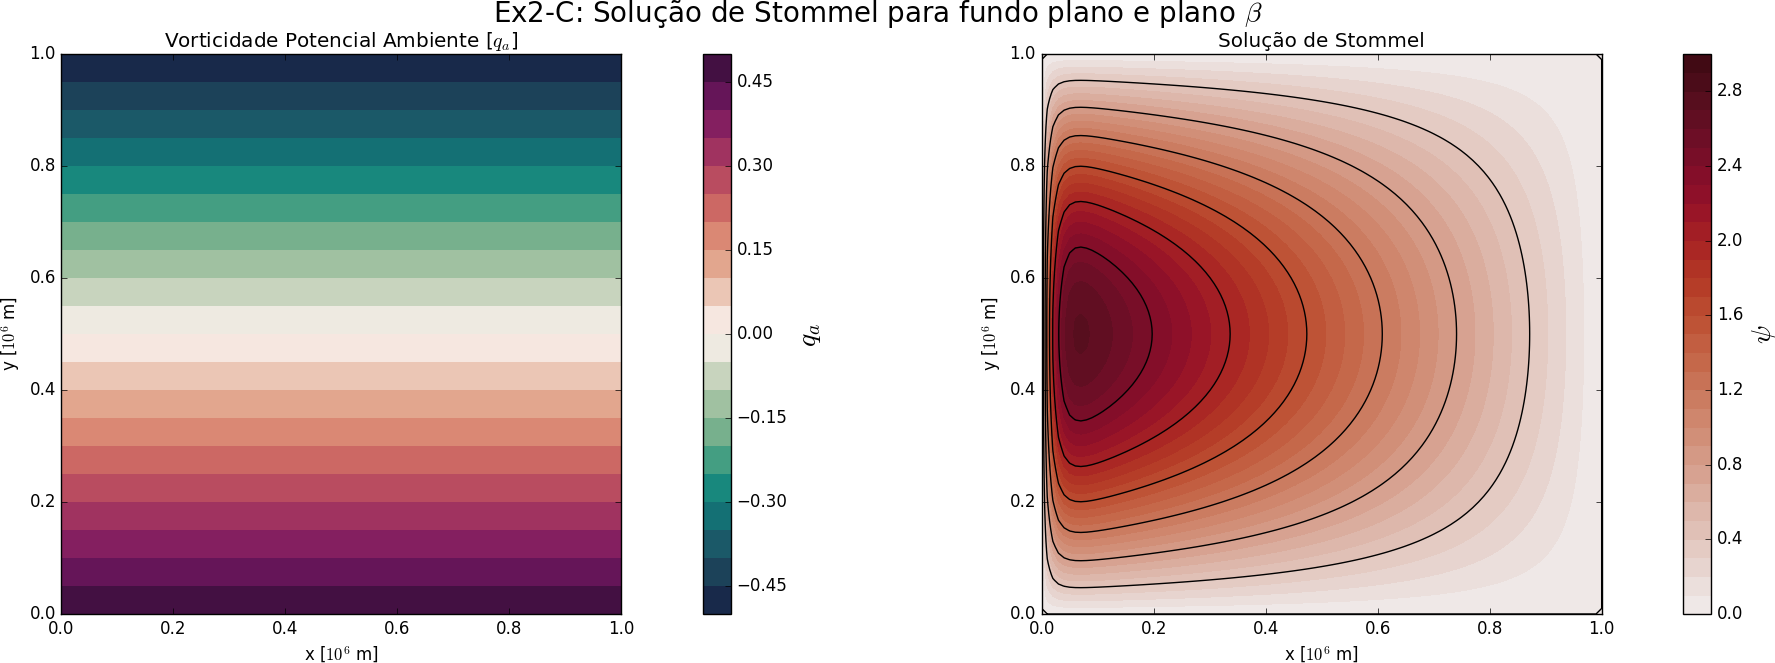 Ex2-C: Solução de Stommel para fundo plano e plano β
Vorticidade Potencial Ambiente [qₐ]
1.0
0.8
0.6
0.4
0.2
0.0
y [10⁶ m]
0.0 0.2 0.4 0.6 0.8 1.0
x [10⁶ m]
0.45
0.30
0.15
0.00
−0.15
−0.30
−0.45
qₐ
Solução de Stommel
1.0
0.8
0.6
0.4
0.2
0.0
y [10⁶ m]
0.0 0.2 0.4 0.6 0.8 1.0
x [10⁶ m]
2.8
2.4
2.0
1.6
1.2
0.8
0.4
0.0
ψ